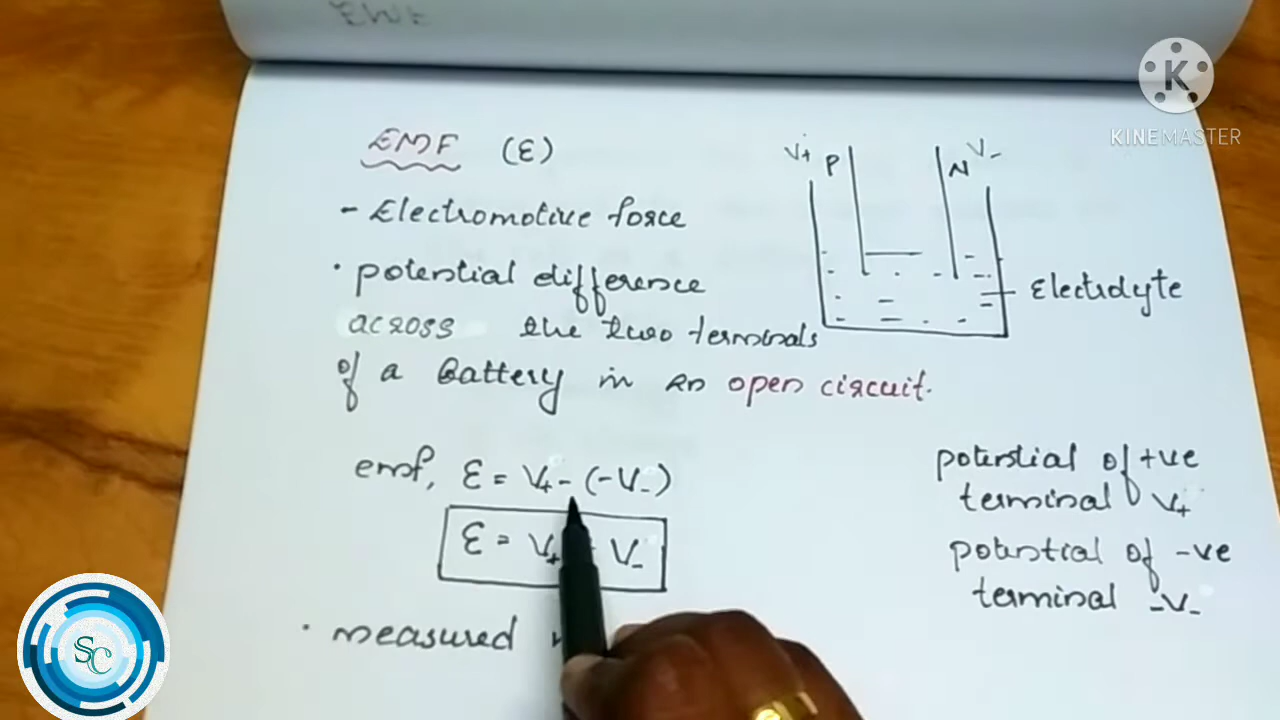 EMF (ε)
- Electromotive force
• potential difference
across the two terminals
of a Battery in an open circuit.
emf, ε = V+ - (-V-)
ε = V+ V-
• measured
V+ P N V-
Electrolyte
potential of +ve
terminal V+
potential of -ve
terminal -V-
K
KINEMASTER
SC